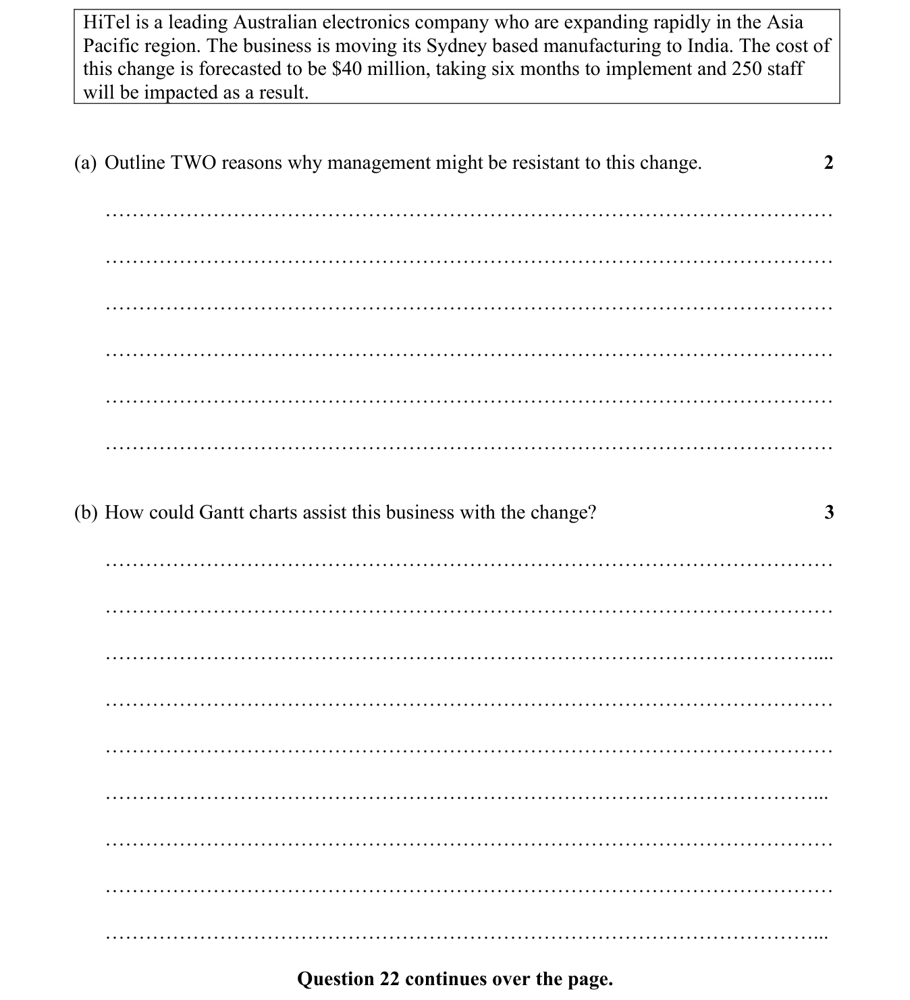 HiTel is a leading Australian electronics company who are expanding rapidly in the Asia
Pacific region. The business is moving its Sydney based manufacturing to India. The cost of
this change is forecasted to be $40 million, taking six months to implement and 250 staff
will be impacted as a result.
(a) Outline TWO reasons why management might be resistant to this change. 2
(b) How could Gantt charts assist this business with the change? 3
Question 22 continues over the page.